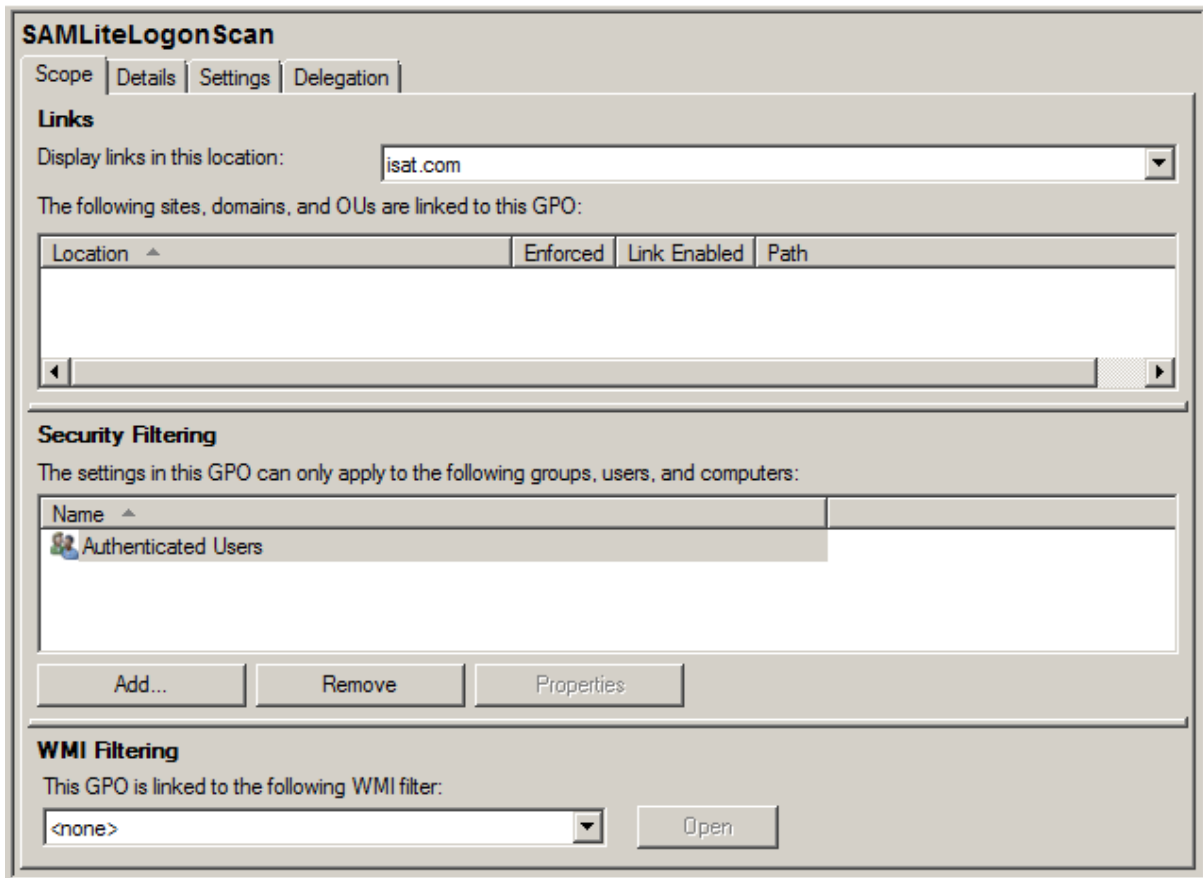 SAMLiteLogonScan
Scope Details Settings Delegation
Links
Display links in this location: isat.com
The following sites, domains, and OUs are linked to this GPO:
Location Enforced Link Enabled Path
Security Filtering
The settings in this GPO can only apply to the following groups, users, and computers:
Name
Authenticated Users
Add... Remove Properties
WMI Filtering
This GPO is linked to the following WMI filter:
<none> Open